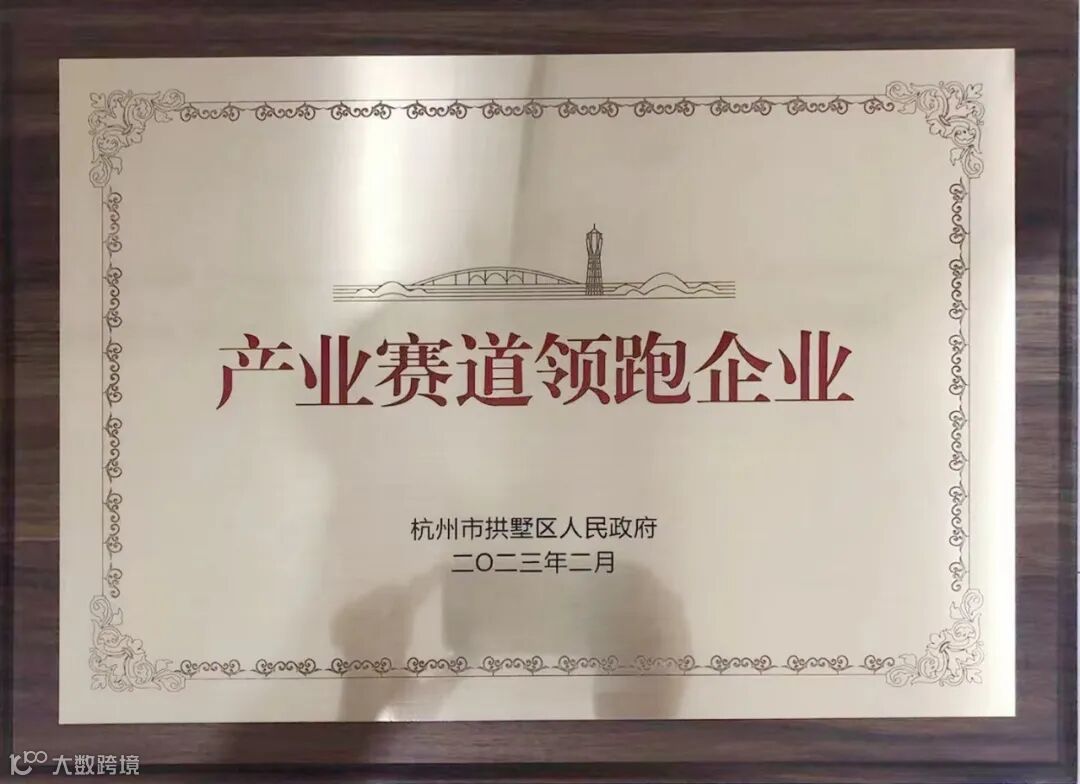 产业赛道领跑企业
杭州市拱墅区人民政府
二〇二三年二月
大数跨境